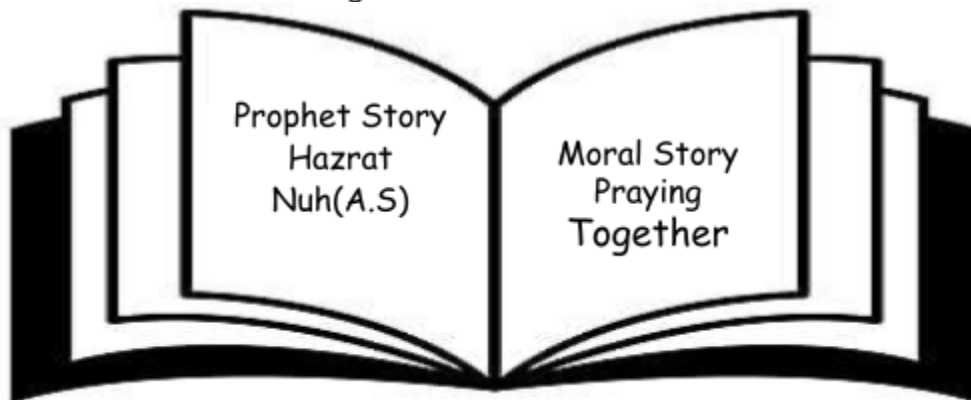 Prophet Story
Hazrat
Nuh(A.S)
Moral Story
Praying
Together